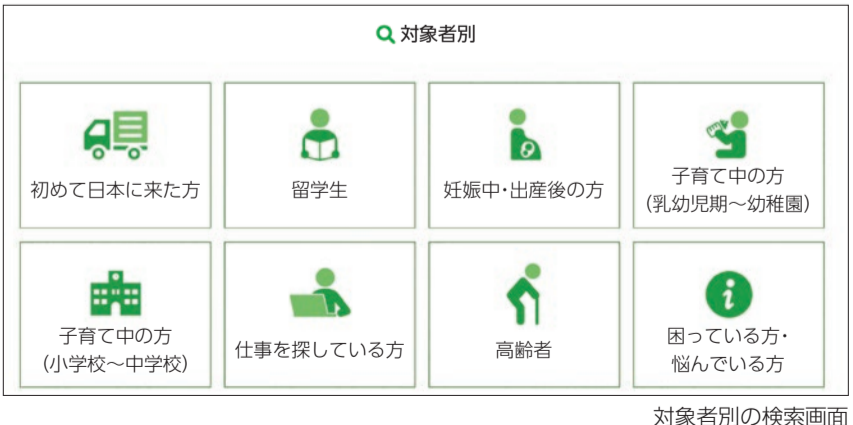 対象者別
初めて日本に来た方
留学生
妊娠中・出産後の方
子育て中の方
(乳幼児期～幼稚園)
子育て中の方
(小学校～中学校)
仕事を探している方
高齢者
困っている方・
悩んでいる方
対象者別の検索画面